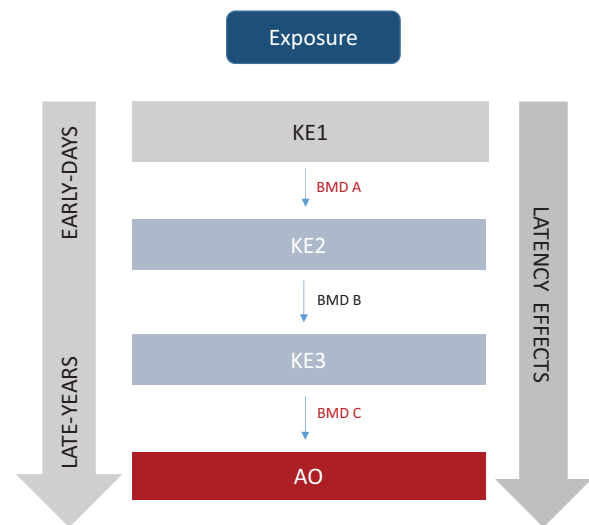 Exposure
KE1
BMD A
KE2
BMD B
KE3
BMD C
AO
EARLY-DAYS
LATE-YEARS
LATENCY EFFECTS